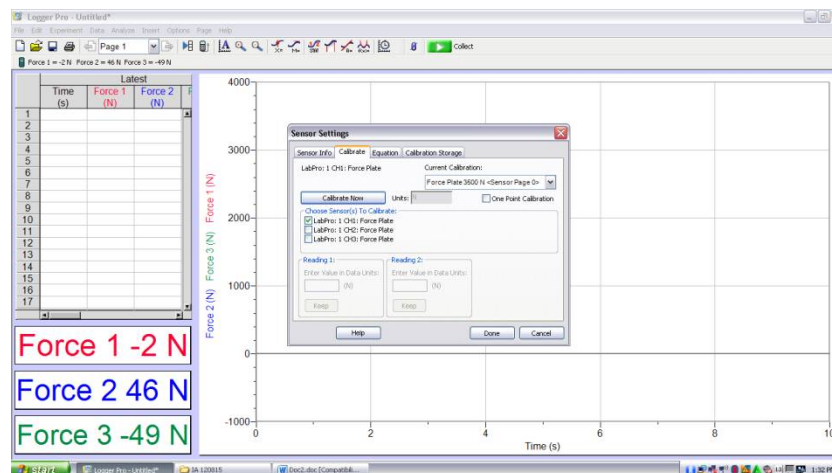 Logger Pro - Untitled*
File Edit Experiment Data Analyze Insert Options Page Help
Page 1
Collect
Force 1 = -2 N Force 2 = 46 N Force 3 = -49 N
Latest
Time Force 1 Force 2 F
(s) (N) (N)
1
2
3
4
5
6
7
8
9
10
11
12
13
14
15
16
17
Force 1 -2 N
Force 2 46 N
Force 3 -49 N
Force 2 (N) Force 3 (N) Force 1 (N)
4000
3000
2000
1000
0
-1000
0 2 4 6 8 10
Time (s)
Sensor Settings
Sensor Info Calibrate Equation Calibration Storage
LabPro: 1 CH1: Force Plate
Current Calibration:
Force Plate 3600 N <Sensor Page 0>
Calibrate Now
Units:
One Point Calibration
Choose Sensor(s) To Calibrate:
LabPro: 1 CH1: Force Plate
LabPro: 1 CH2: Force Plate
LabPro: 1 CH3: Force Plate
Reading 1: Reading 2:
Enter Value in Data Units: Enter Value in Data Units:
(N) (N)
Keep Keep
Help Done Cancel
start
Logger Pro - Untitled*
IA 120815
Doc2.doc [Compatibili...
1:32 PM